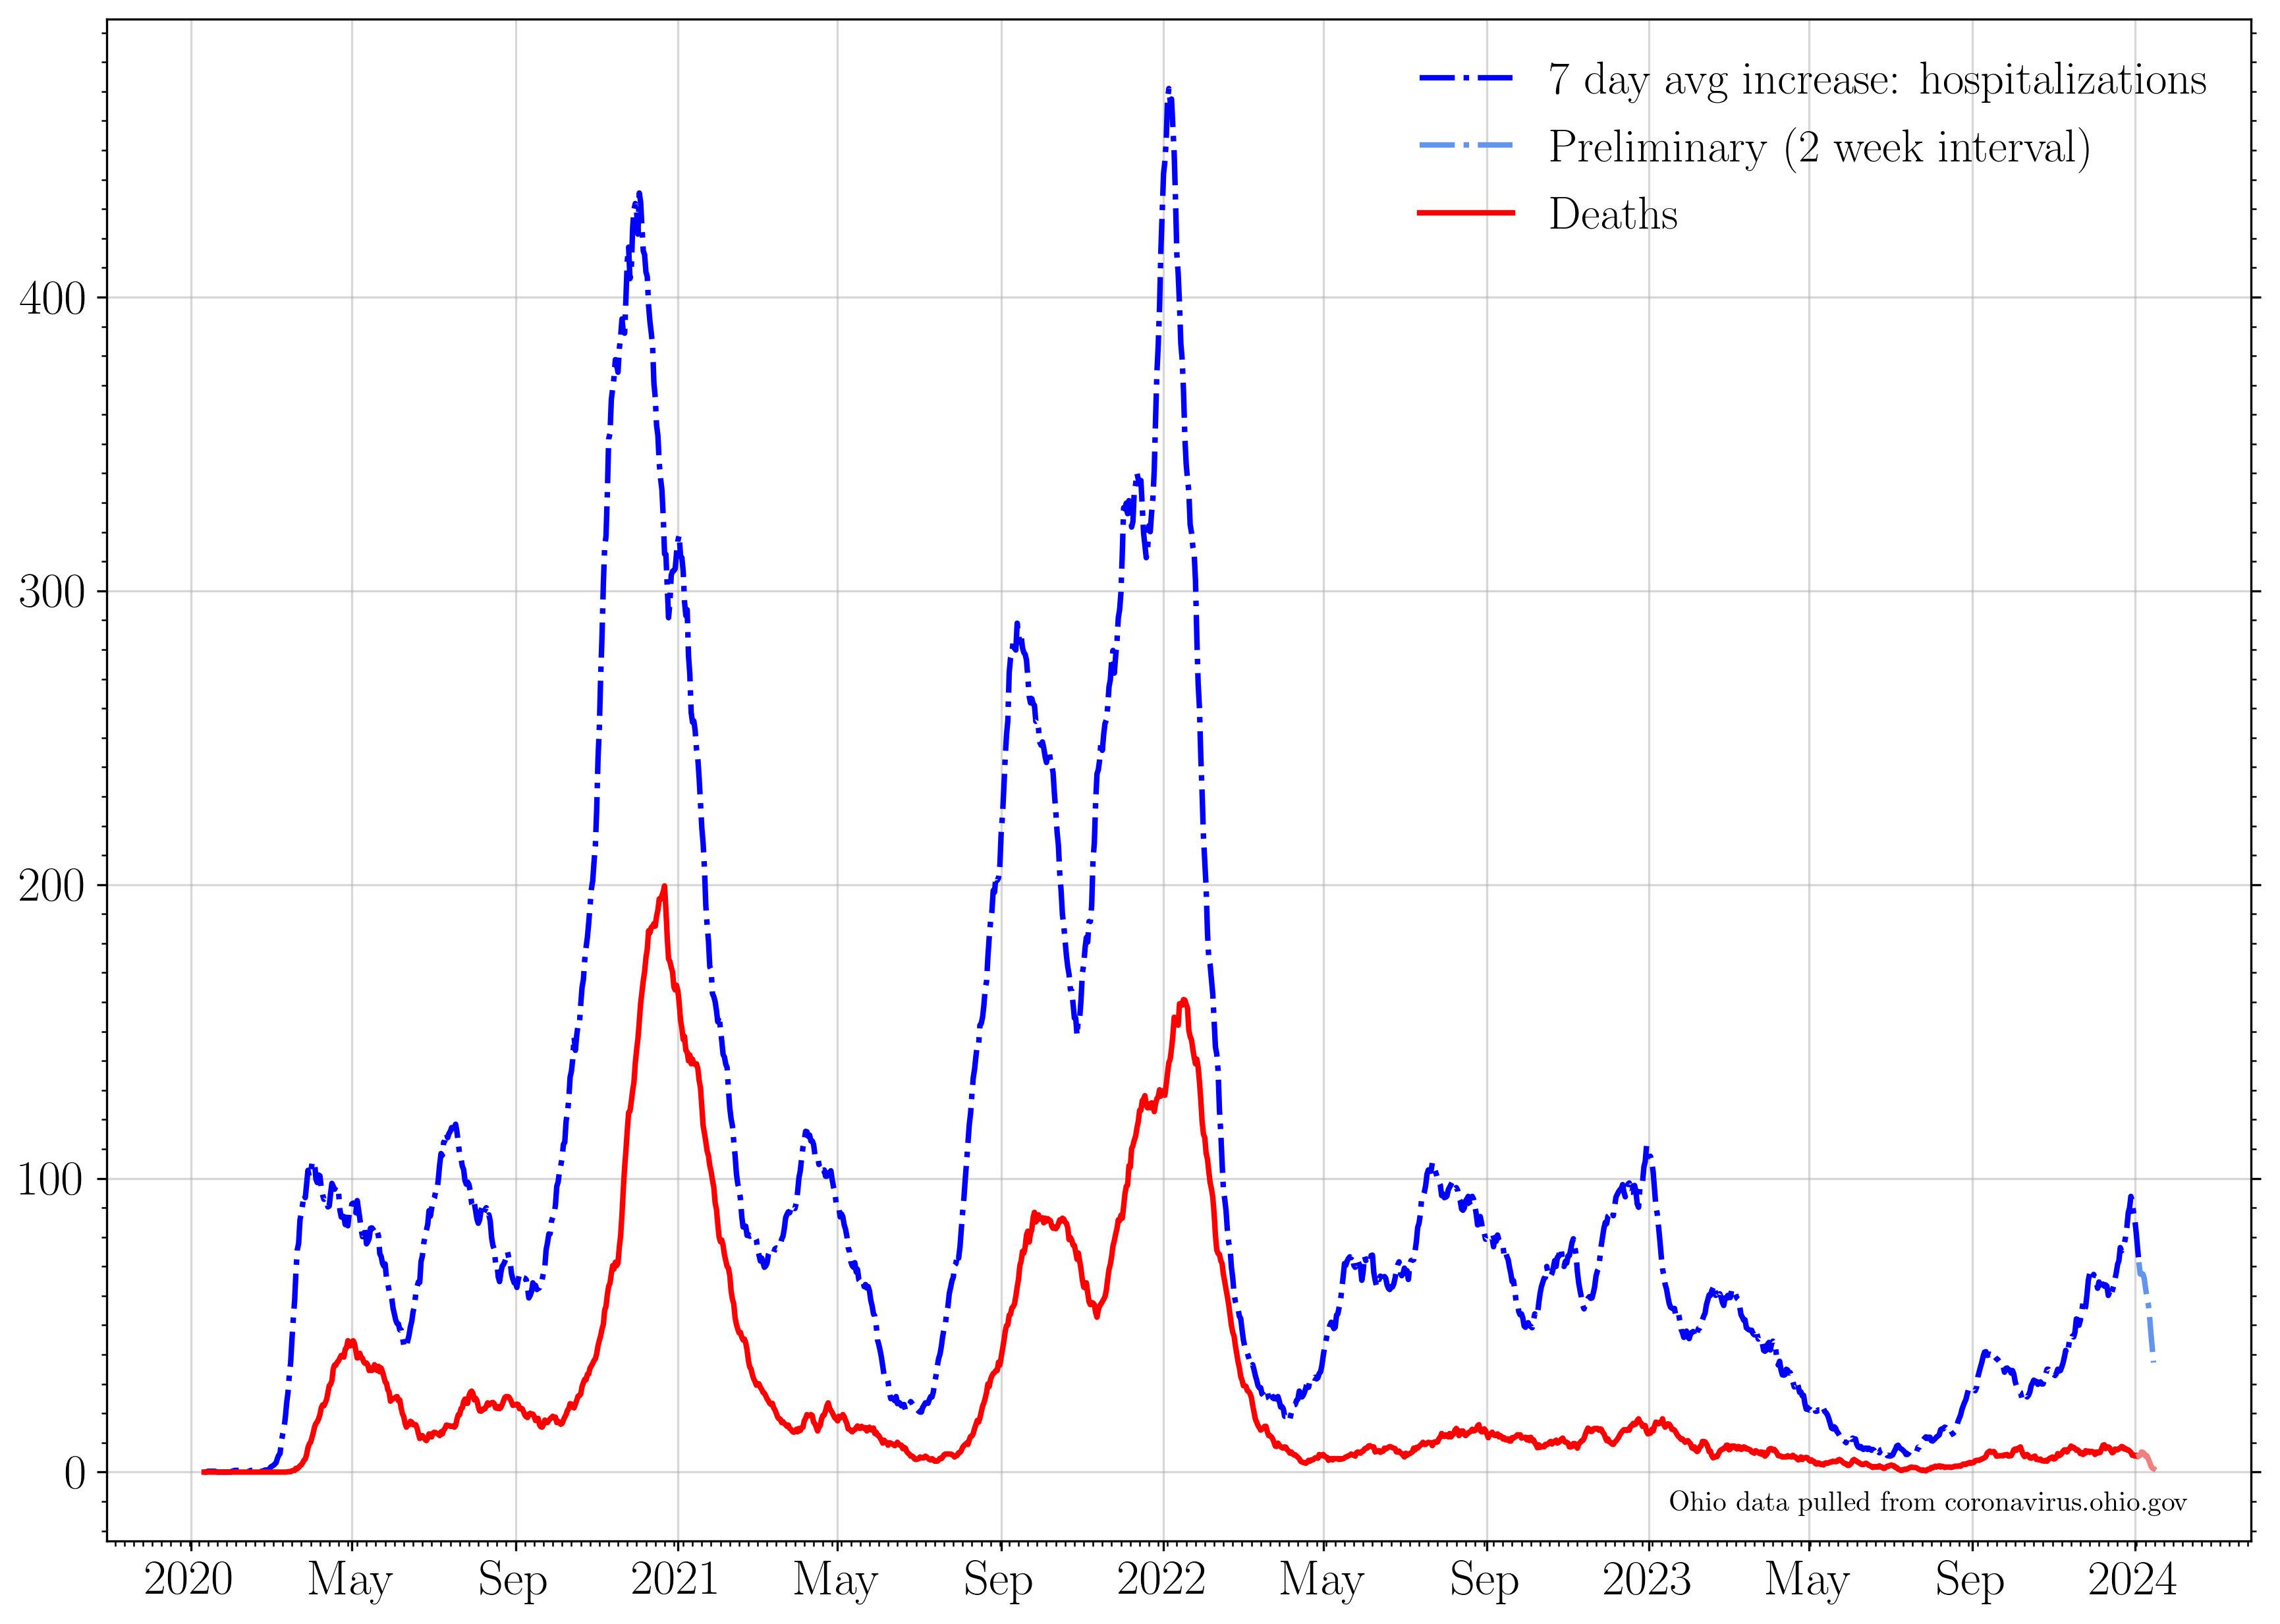 7 day avg increase: hospitalizations
Preliminary (2 week interval)
Deaths
400
300
200
100
0
Ohio data pulled from coronavirus.ohio.gov
2020 May Sep 2021 May Sep 2022 May Sep 2023 May Sep 2024